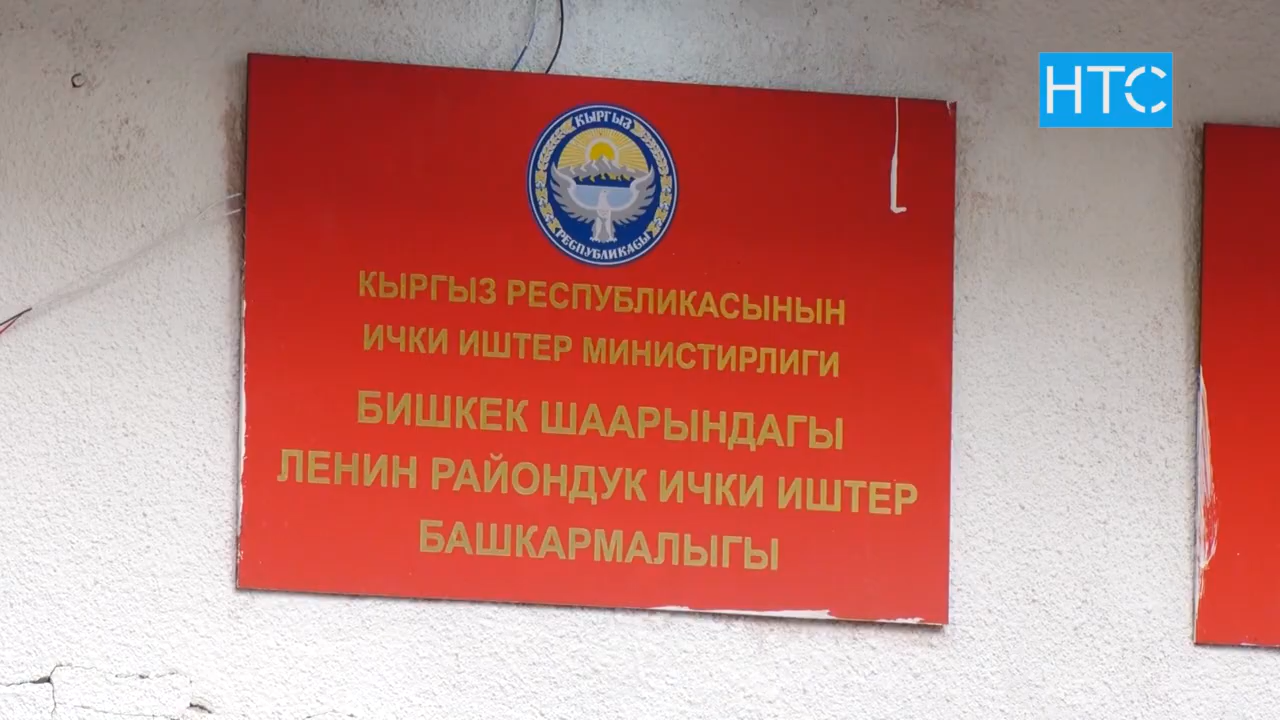 НТС
КЫРГЫЗ
РЕСПУБЛИКАСЫ
КЫРГЫЗ РЕСПУБЛИКАСЫНЫН
ИЧКИ ИШТЕР МИНИСТИРЛИГИ
БИШКЕК ШААРЫНДАГЫ
ЛЕНИН РАЙОНДУК ИЧКИ ИШТЕР
БАШКАРМАЛЫГЫ